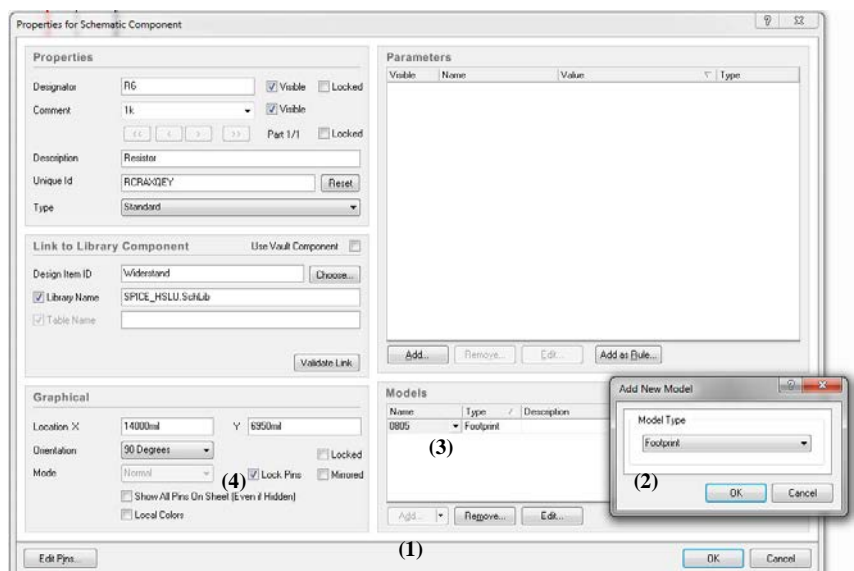 Properties for Schematic Component
Properties
Designator R6 Visible Locked
Comment 1k Visible
<< < > >> Part 1/1 Locked
Description Resistor
Unique Id RCRAXQEY Reset
Type Standard
Link to Library Component Use Vault Component
Design Item ID Widerstand Choose...
Library Name SPICE_HSLU.SchLib
Table Name
Validate Link
Graphical
Location X 14000mil Y 6950mil
Orientation 90 Degrees Locked
Mode Normal (4) Lock Pins Mirrored
Show All Pins On Sheet (Even if Hidden)
Local Colors
Edit Pins...
Parameters
Visible Name Value Type
Add... Remove... Edit... Add as Rule...
Models
Name Type Description
0805 Footprint
(3)
Add... Remove... Edit...
(1)
OK Cancel
Add New Model
Model Type
Footprint
(2)
OK Cancel